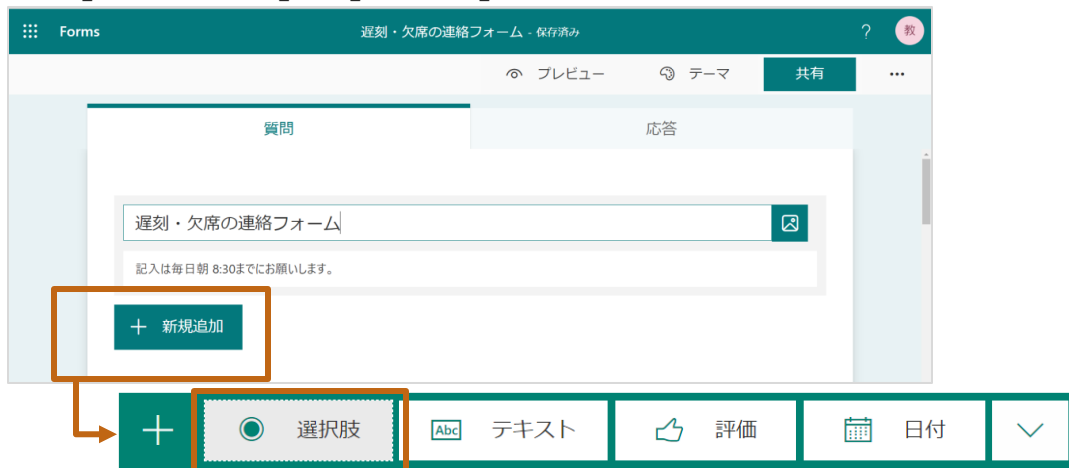 Forms 遅刻・欠席の連絡フォーム - 保存済み ? 教
プレビュー テーマ 共有 ...
質問 応答
遅刻・欠席の連絡フォーム
記入は毎日朝 8:30までにお願いします。
＋ 新規追加
＋ 選択肢 Abc テキスト 評価 日付